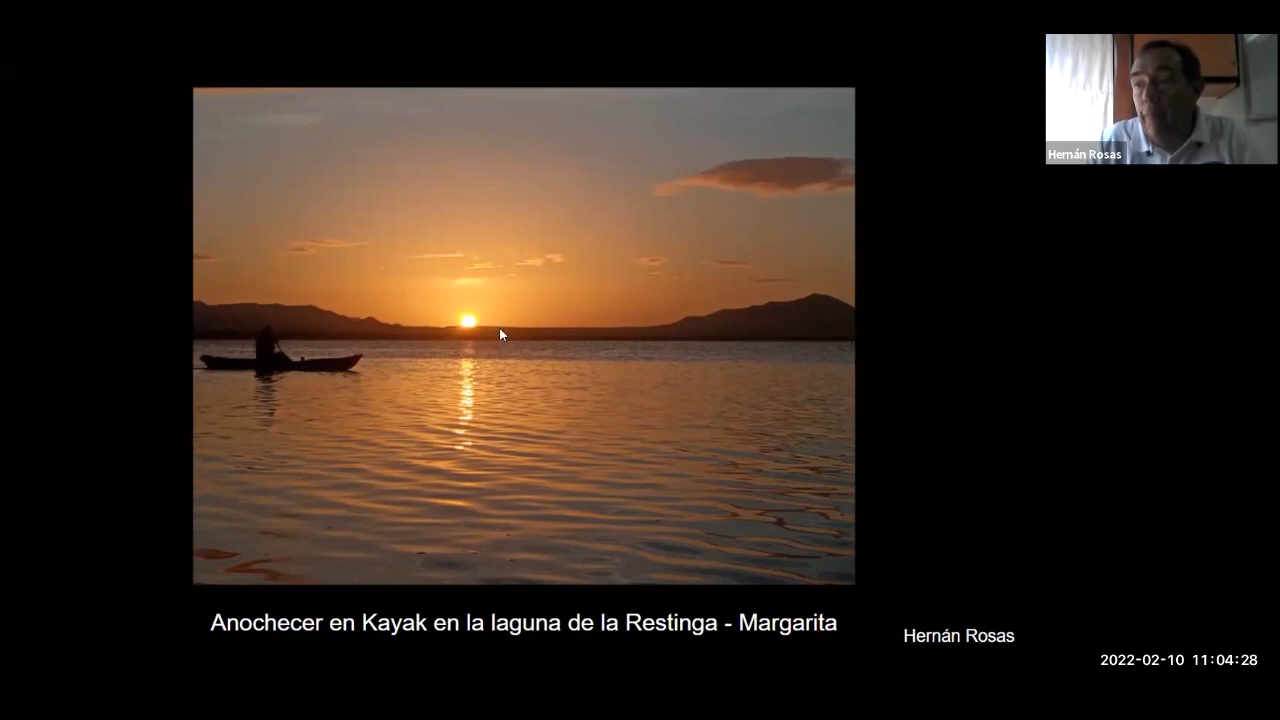 Hernán Rosas
Anochecer en Kayak en la laguna de la Restinga - Margarita
Hernán Rosas
2022-02-10 11:04:28